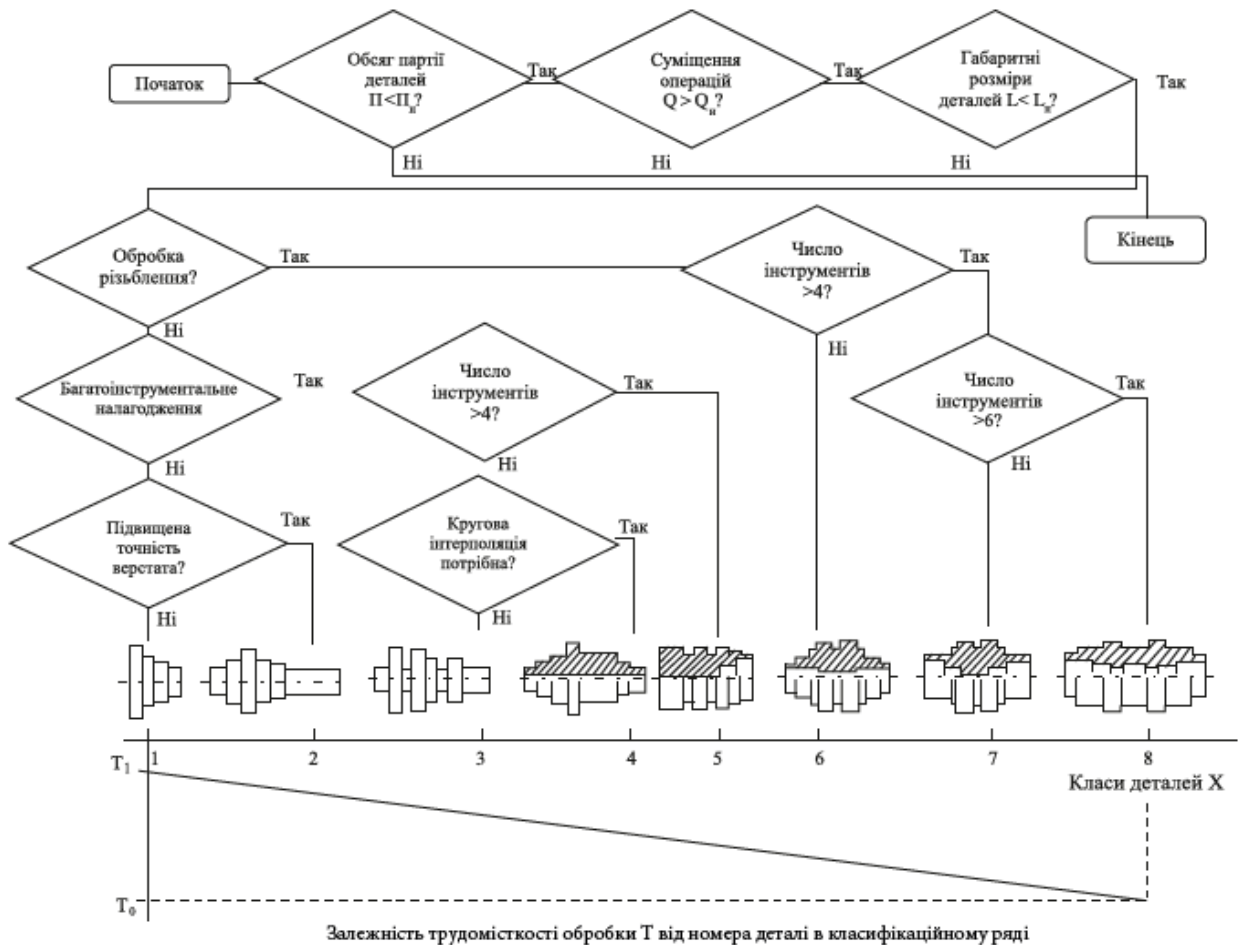 Початок
Обсяг партії
деталей
П<Пн?
Так
Суміщення
операцій
Q > Qн?
Так
Габаритні
розміри
деталей L< Lн?
Так
Ні
Ні
Ні
Кінець
Обробка
різьблення?
Так
Число
інструментів
>4?
Так
Ні
Ні
Багатоінструментальне
налагодження
Так
Число
інструментів
>4?
Так
Число
інструментів
>6?
Так
Ні
Ні
Ні
Підвищена
точність
верстата?
Так
Кругова
інтерполяція
потрібна?
Так
Ні
Ні
1
2
3
4
5
6
7
8
T1
Класи деталей X
T0
Залежність трудомісткості обробки T від номера деталі в класифікаційному ряді